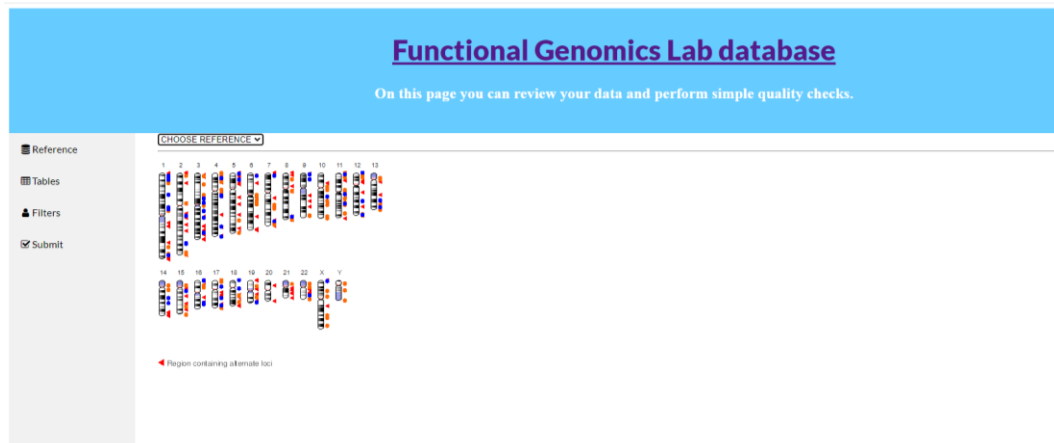 Functional Genomics Lab database
On this page you can review your data and perform simple quality checks.
CHOOSE REFERENCE
Reference
Tables
Filters
Submit
1 2 3 4 5 6 7 8 9 10 11 12 13
14 15 16 17 18 19 20 21 22 X Y
Region containing alternate loci